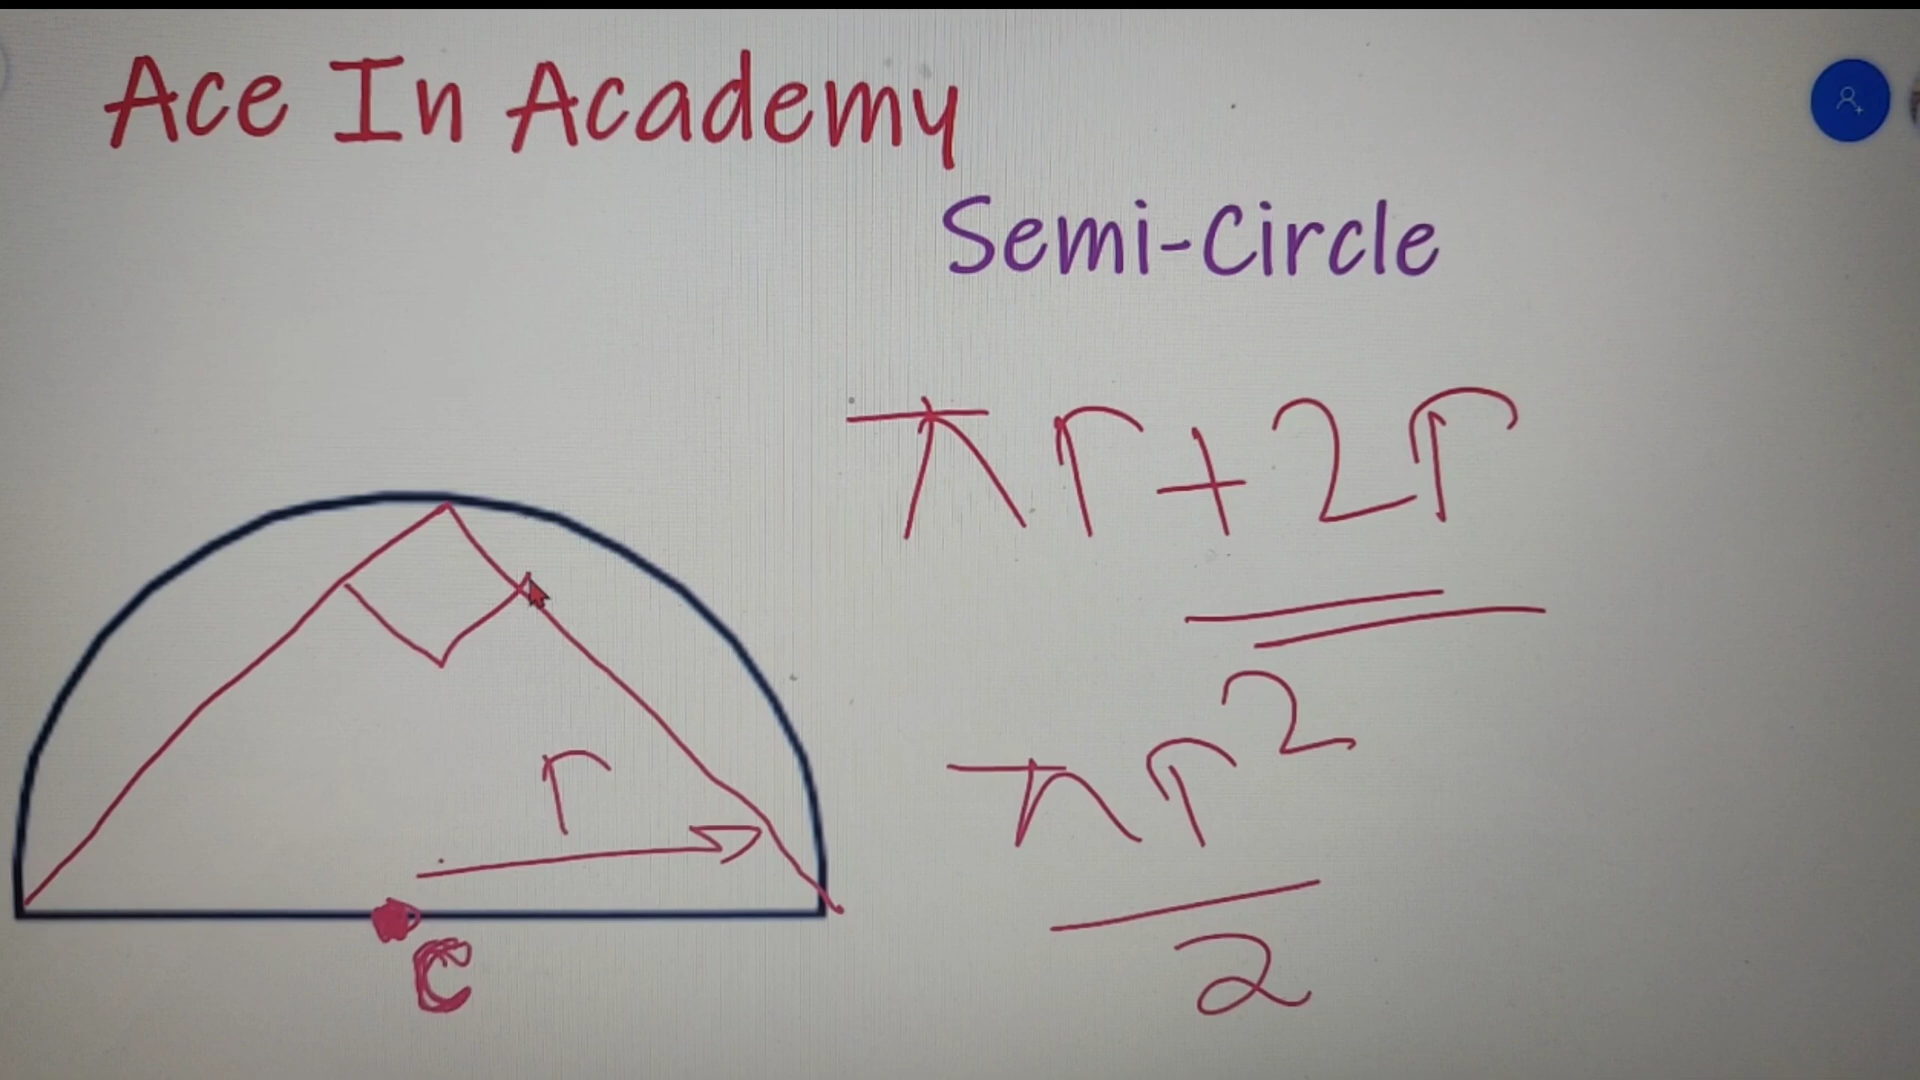 Ace In Academy
Semi-Circle
πr+2r
πr²
2
r
C